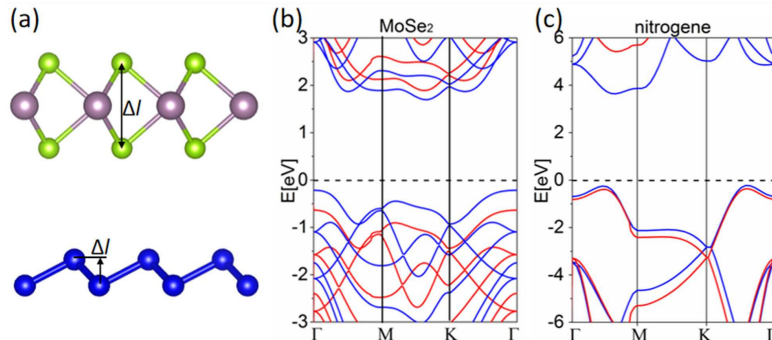 (a)
Δl
Δl
(b)
MoSe2
E[eV]
3
2
1
0
-1
-2
-3
Γ M K Γ
(c)
nitrogene
E[eV]
6
4
2
0
-2
-4
-6
Γ M K Γ